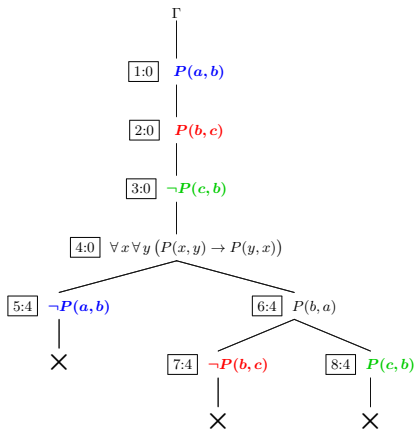 Γ
1:0 P(a, b)
2:0 P(b, c)
3:0 ¬P(c, b)
4:0 ∀x∀y(P(x, y) → P(y, x))
5:4 ¬P(a, b) 6:4 P(b, a)
7:4 ¬P(b, c) 8:4 P(c, b)